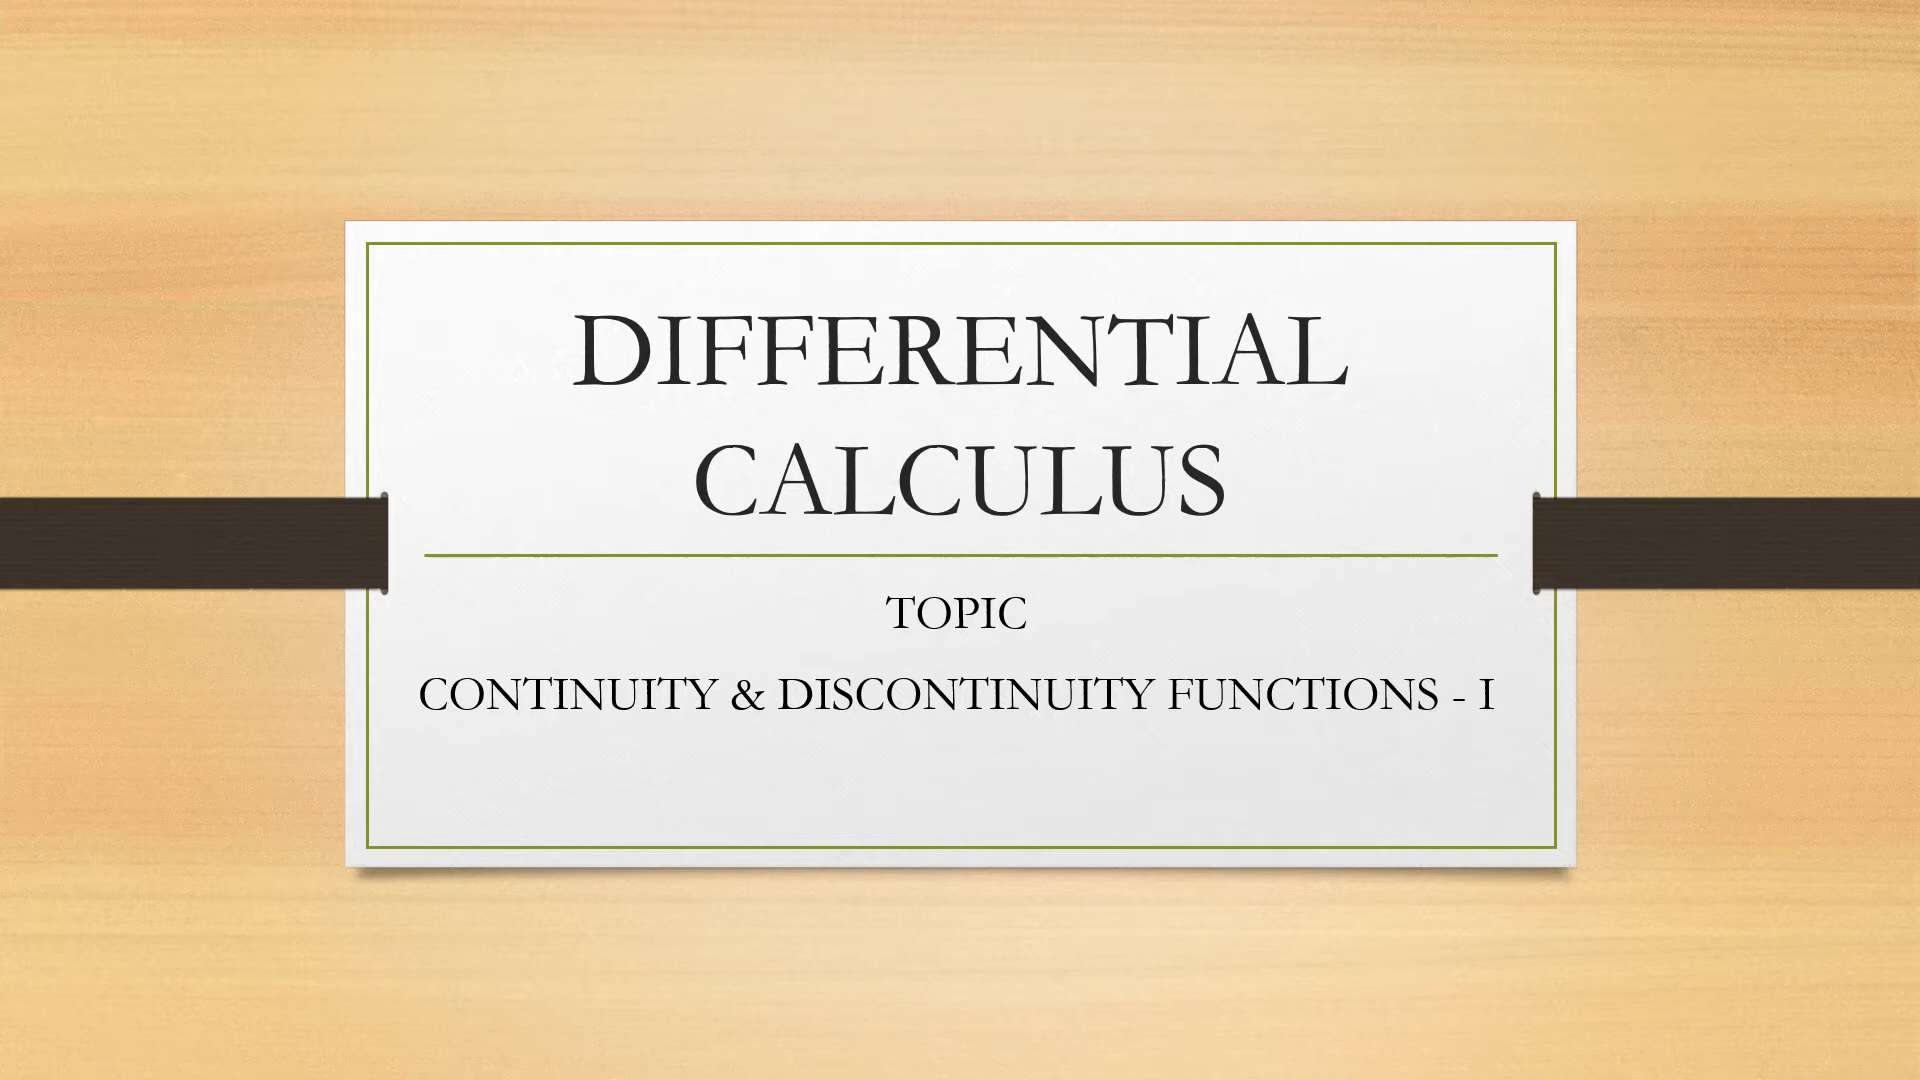 DIFFERENTIAL
CALCULUS
TOPIC
CONTINUITY & DISCONTINUITY FUNCTIONS - I